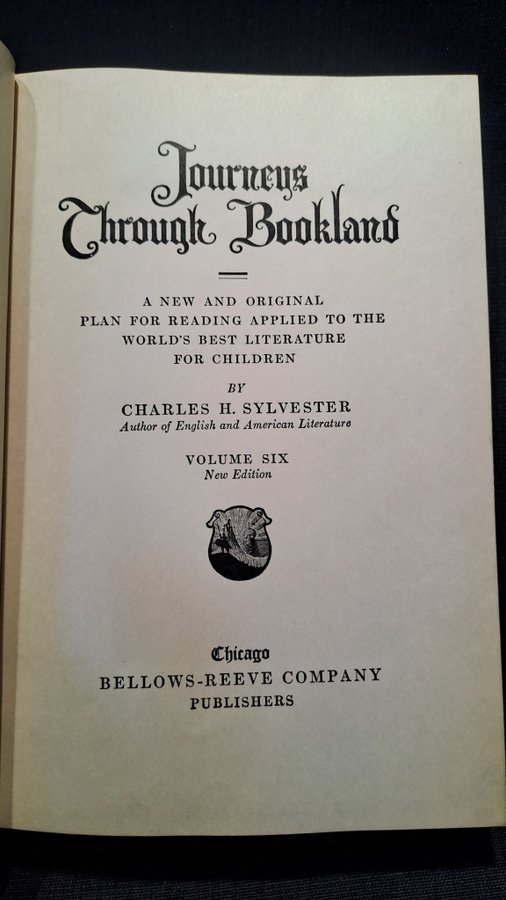 Journeys
Through Bookland
A NEW AND ORIGINAL
PLAN FOR READING APPLIED TO THE
WORLD'S BEST LITERATURE
FOR CHILDREN
BY
CHARLES H. SYLVESTER
Author of English and American Literature
VOLUME SIX
New Edition
Chicago
BELLOWS-REEVE COMPANY
PUBLISHERS